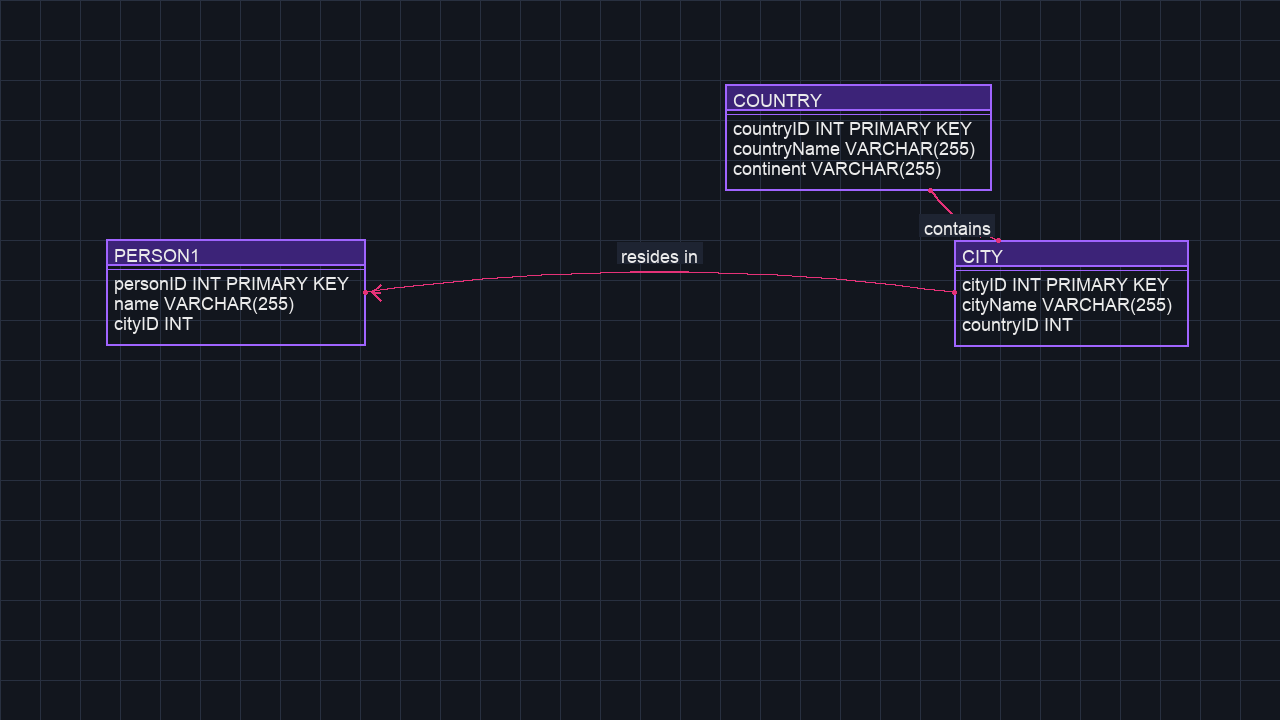 COUNTRY
countryID INT PRIMARY KEY
countryName VARCHAR(255)
continent VARCHAR(255)
contains
resides in
PERSON1
personID INT PRIMARY KEY
name VARCHAR(255)
cityID INT
CITY
cityID INT PRIMARY KEY
cityName VARCHAR(255)
countryID INT